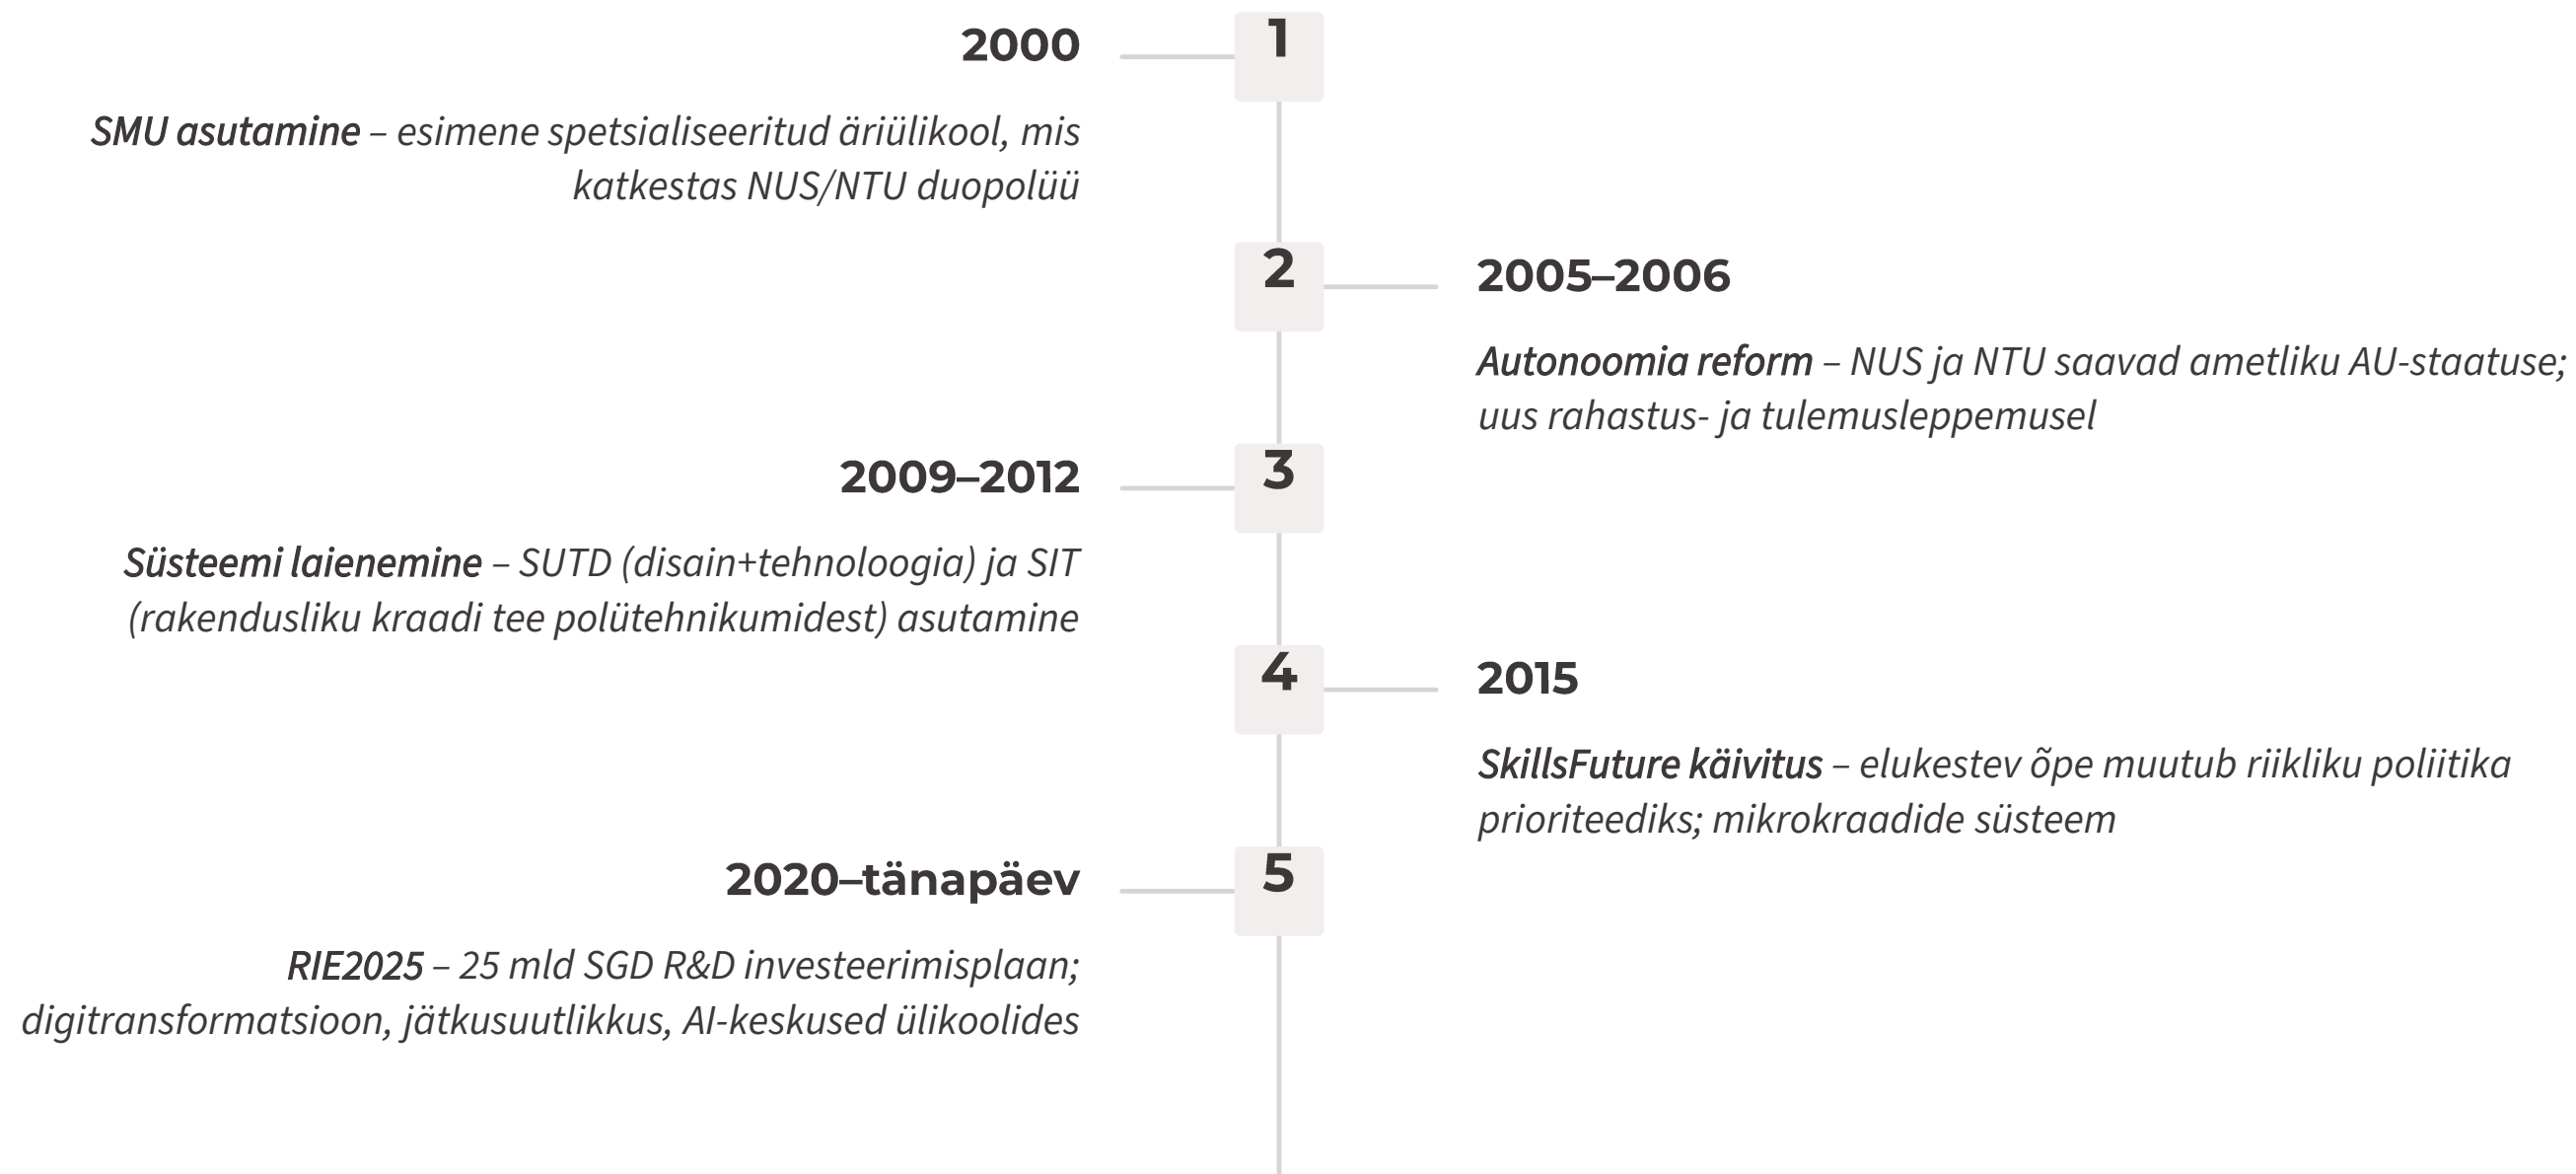 1
2000
SMU asutamine – esimene spetsialiseeritud äriülikool, mis
katkestas NUS/NTU duopolüü
2
2005–2006
Autonoomia reform – NUS ja NTU saavad ametliku AU-staatuse;
uus rahastus- ja tulemusleppemusel
3
2009–2012
Süsteemi laienemine – SUTD (disain+tehnoloogia) ja SIT
(rakendusliku kraadi tee polütehnikumidest) asutamine
4
2015
SkillsFuture käivitus – elukestev õpe muutub riikliku poliitika
prioriteediks; mikrokraadide süsteem
5
2020–tänapäev
RIE2025 – 25 mld SGD R&D investeerimisplaan;
digitransformatsioon, jätkusuutlikkus, AI-keskused ülikoolides